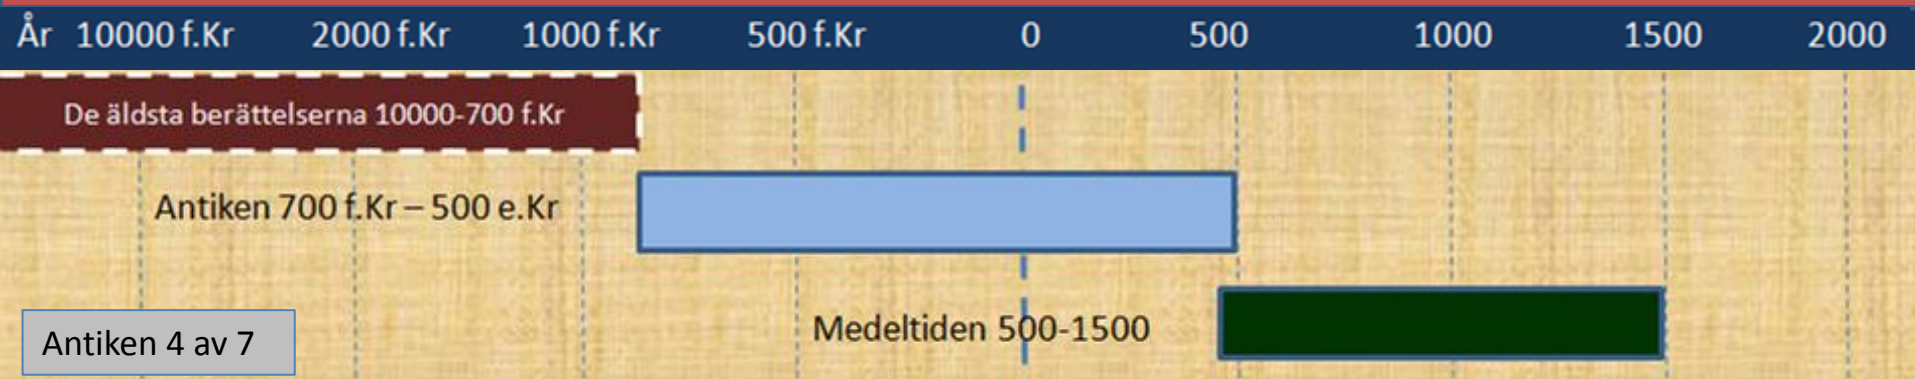 År 10000 f.Kr 2000 f.Kr 1000 f.Kr 500 f.Kr 0 500 1000 1500 2000
De äldsta berättelserna 10000-700 f.Kr
Antiken 700 f.Kr – 500 e.Kr
Medeltiden 500-1500
Antiken 4 av 7